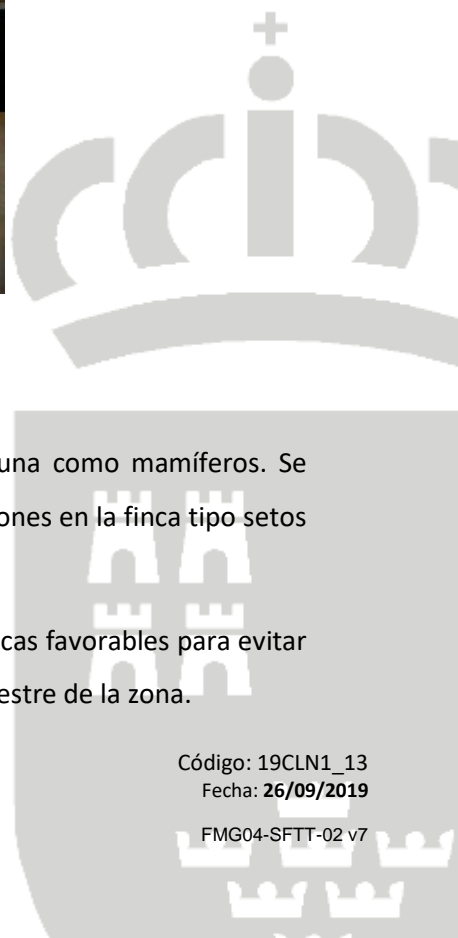 una como mamíferos. Se
ones en la finca tipo setos
cas favorables para evitar
estre de la zona.
Código: 19CLN1_13
Fecha: 26/09/2019
FMG04-SFTT-02 v7